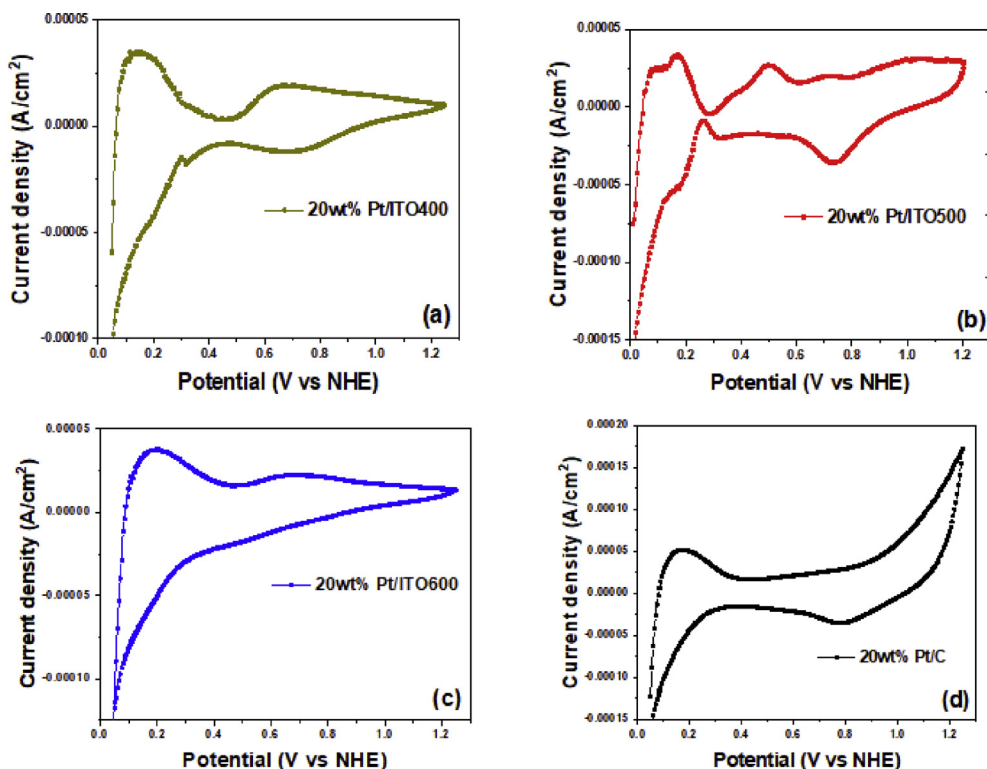 0.00005
0.00000
-0.00005
-0.00010
Current density (A/cm²)
20wt% Pt/ITO400
(a)
0.0 0.2 0.4 0.6 0.8 1.0 1.2
Potential (V vs NHE)
0.00005
0.00000
-0.00005
-0.00010
-0.00015
Current density (A/cm²)
20wt% Pt/ITO500
(b)
0.0 0.2 0.4 0.6 0.8 1.0 1.2
Potential (V vs NHE)
0.00005
0.00000
-0.00005
-0.00010
Current density (A/cm²)
20wt% Pt/ITO600
(c)
0.0 0.2 0.4 0.6 0.8 1.0 1.2
Potential (V vs NHE)
0.00020
0.00015
0.00010
0.00005
0.00000
-0.00005
-0.00010
-0.00015
Current density (A/cm²)
20wt% Pt/C
(d)
0.0 0.2 0.4 0.6 0.8 1.0 1.2
Potential (V vs NHE)